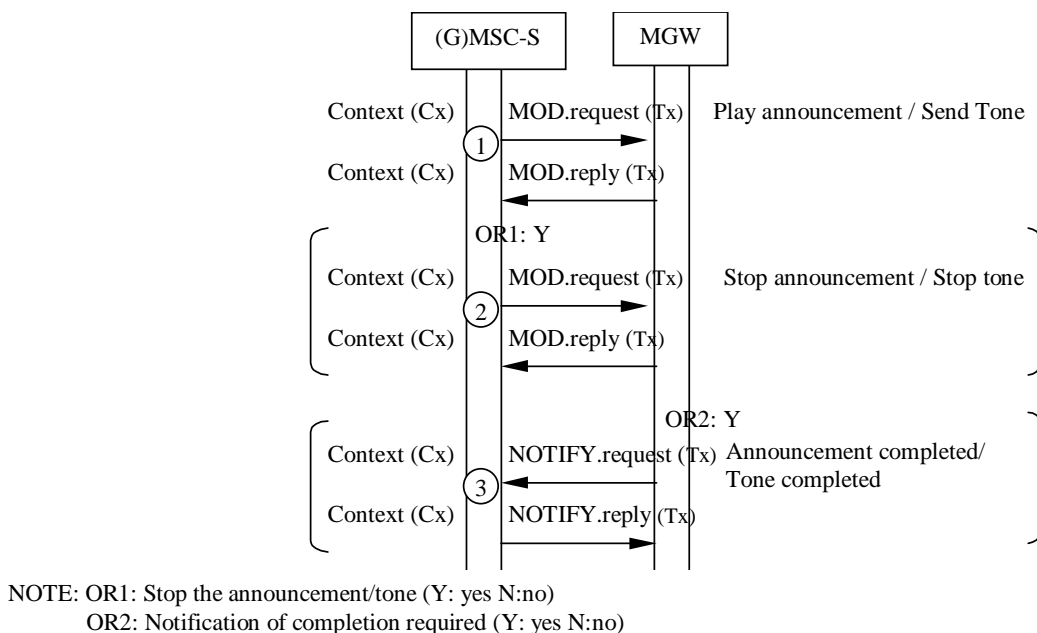 (G)MSC-S MGW
Context (Cx) MOD.request (Tx) Play announcement / Send Tone
1
Context (Cx) MOD.reply (Tx)
OR1: Y
Context (Cx) MOD.request (Tx) Stop announcement / Stop tone
2
Context (Cx) MOD.reply (Tx)
OR2: Y
Context (Cx) NOTIFY.request (Tx) Announcement completed/
Tone completed
3
Context (Cx) NOTIFY.reply (Tx)
NOTE: OR1: Stop the announcement/tone (Y: yes N:no)
OR2: Notification of completion required (Y: yes N:no)